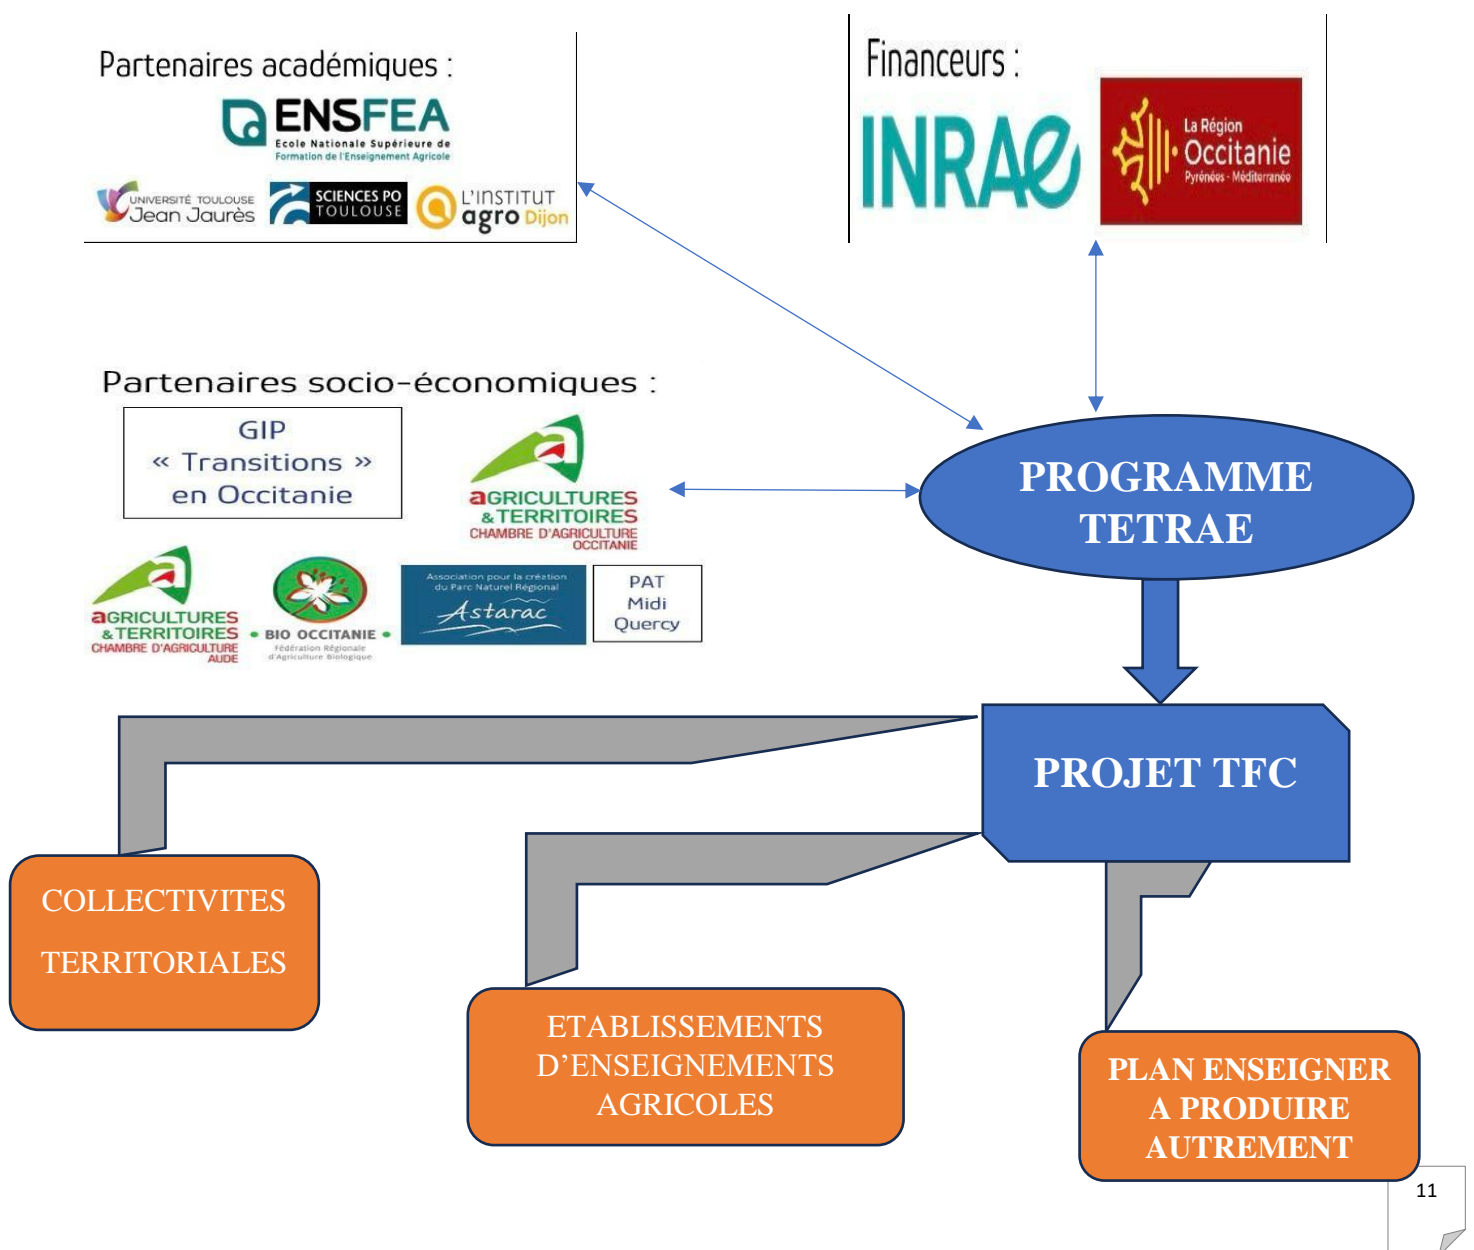 Partenaires académiques :
ENSFEA
Ecole Nationale Supérieure de
Formation de l'Enseignement Agricole
UNIVERSITÉ TOULOUSE
Jean Jaurès
SCIENCES PO
TOULOUSE
L'INSTITUT
agro Dijon
Financeurs :
INRAE
La Région
Occitanie
Pyrénées - Méditerranée
Partenaires socio-économiques :
GIP
« Transitions »
en Occitanie
AGRICULTURES
& TERRITOIRES
CHAMBRE D'AGRICULTURE
OCCITANIE
AGRICULTURES
& TERRITOIRES
CHAMBRE D'AGRICULTURE
AUDE
• BIO OCCITANIE •
Fédération Régionale
d'Agriculture Biologique
Association pour la création
du Parc Naturel Régional
Astarac
PAT
Midi
Quercy
PROGRAMME
TETRAE
PROJET TFC
COLLECTIVITES
TERRITORIALES
ETABLISSEMENTS
D’ENSEIGNEMENTS
AGRICOLES
PLAN ENSEIGNER
A PRODUIRE
AUTREMENT
11